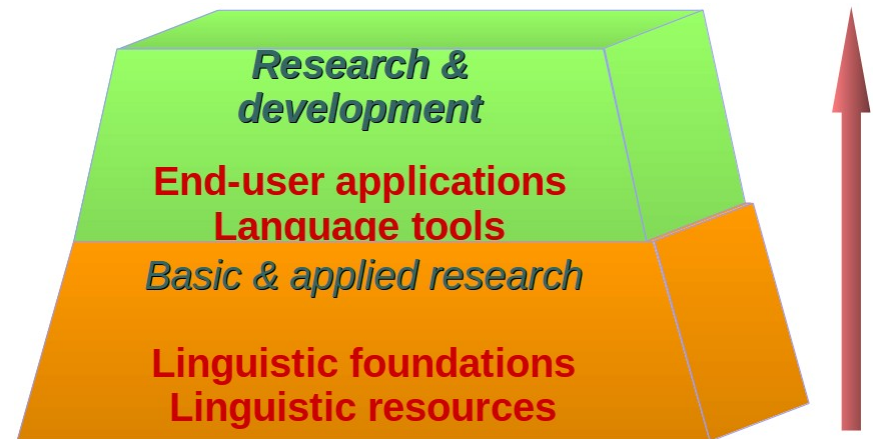 Research &
development
End-user applications
Language tools
Basic & applied research
Linguistic foundations
Linguistic resources